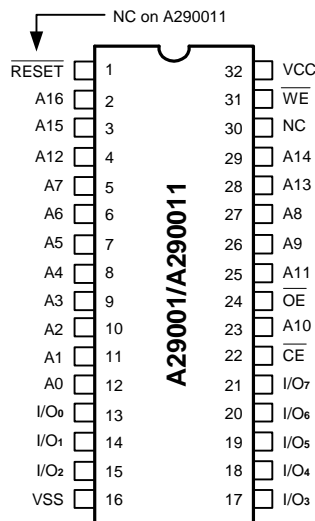 NC on A290011
RESET 1 32 VCC
A16 2 31 WE
A15 3 30 NC
A12 4 29 A14
A7 5 28 A13
A6 6 27 A8
A5 7 26 A9
A4 8 25 A11
A3 9 24 OE
A2 10 23 A10
A1 11 22 CE
A0 12 21 I/O7
I/O0 13 20 I/O6
I/O1 14 19 I/O5
I/O2 15 18 I/O4
VSS 16 17 I/O3
A29001/A290011